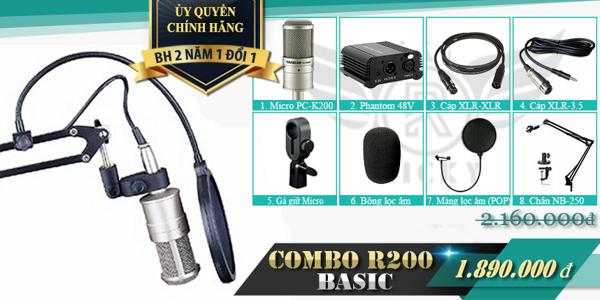 ỦY QUYỀN
CHÍNH HÃNG
BH 2 NĂM 1 ĐỔI 1
1. Micro PC-K200
2. Phantom 48V
3. Cáp XLR-XLR
4. Cáp XLR-3.5
5. Gá giữ Micro
6. Bông lọc âm
7. Màng lọc âm (POP)
8. Chân NB-250
2.160.000đ
COMBO R200
BASIC
1.890.000 đ